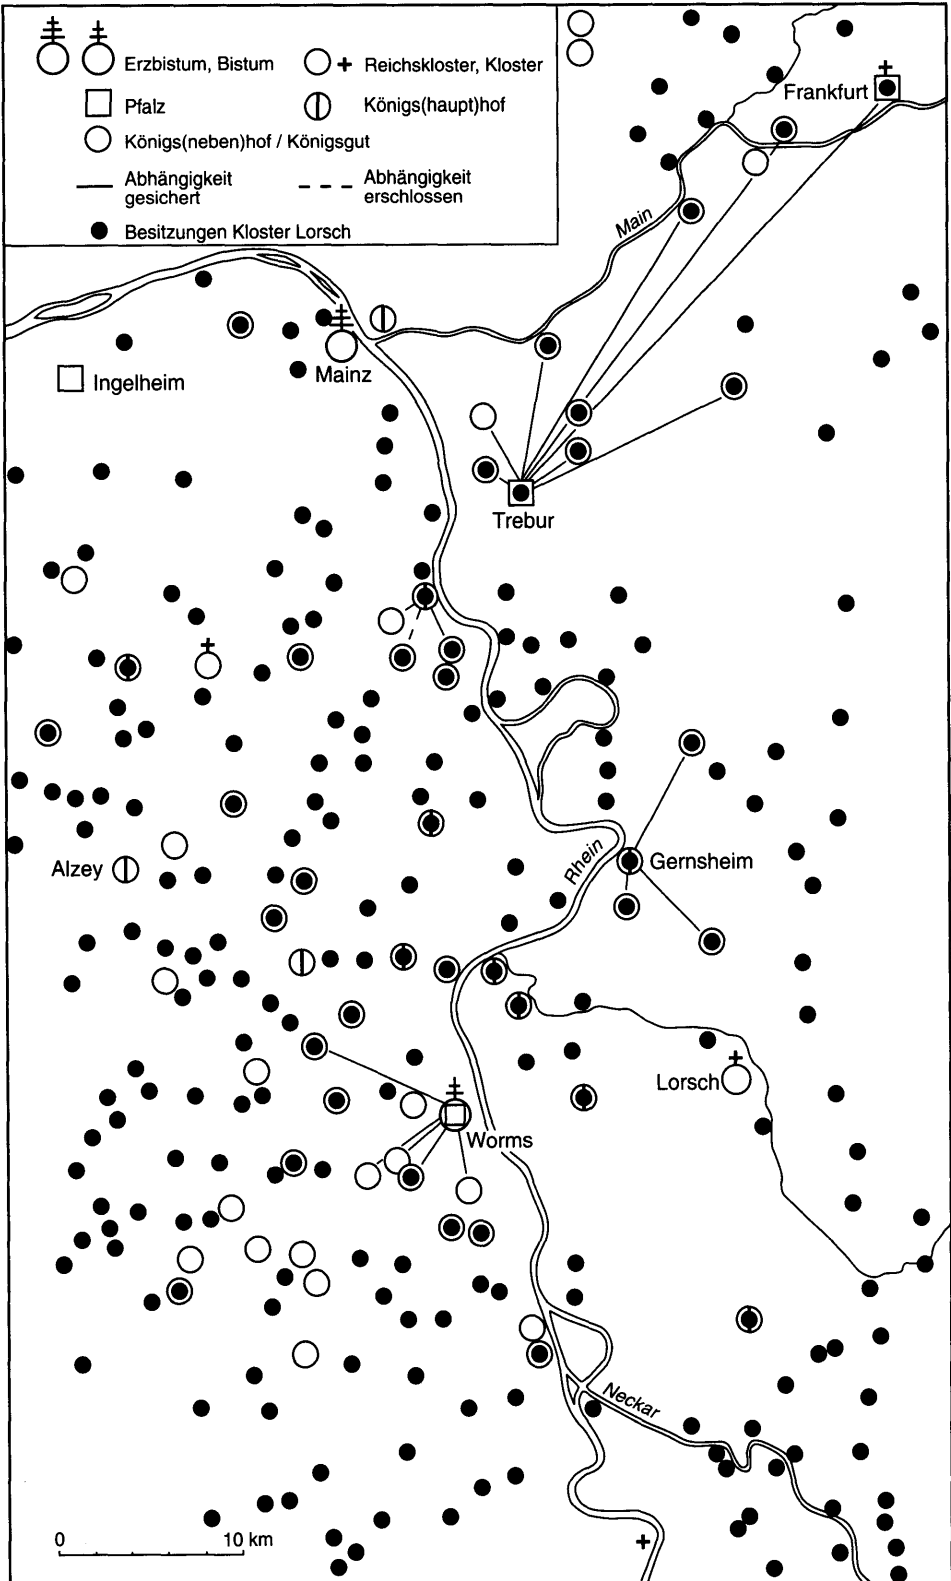 Erzbistum, Bistum
Reichskloster, Kloster
Pfalz
Königs(haupt)hof
Königs(neben)hof / Königsgut
Abhängigkeit
gesichert
Abhängigkeit
erschlossen
Besitzungen Kloster Lorsch
Frankfurt
Main
Mainz
Ingelheim
Trebur
Alzey
Rhein
Gernsheim
Lorsch
Worms
Neckar
0 10 km